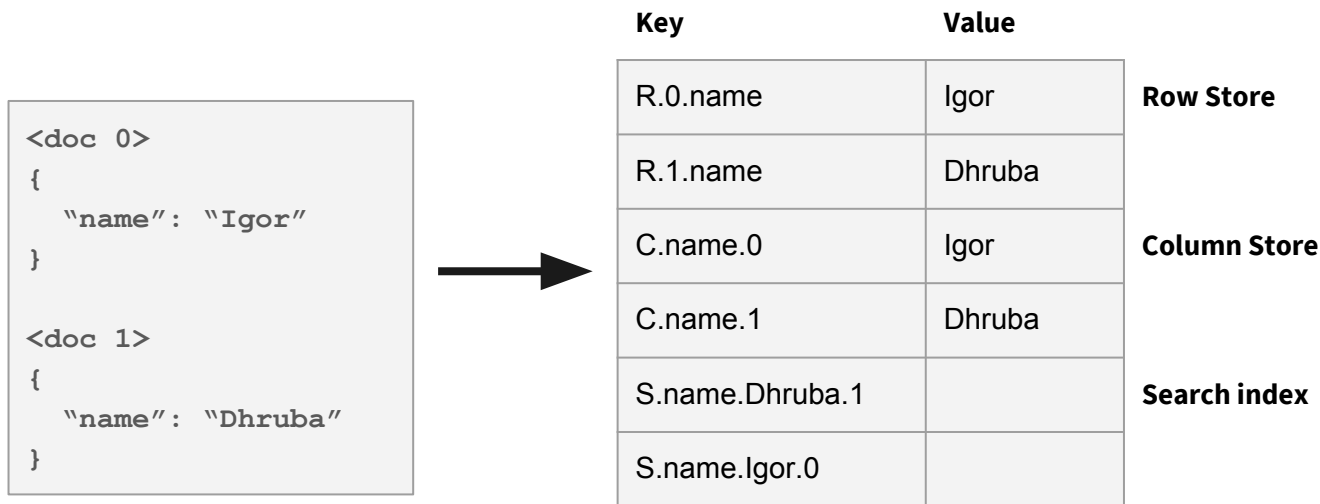 <doc 0>
{
“name”: “Igor”
}
<doc 1>
{
“name”: “Dhruba”
}
Key Value
R.0.name Igor Row Store
R.1.name Dhruba
C.name.0 Igor Column Store
C.name.1 Dhruba
S.name.Dhruba.1 Search index
S.name.Igor.0